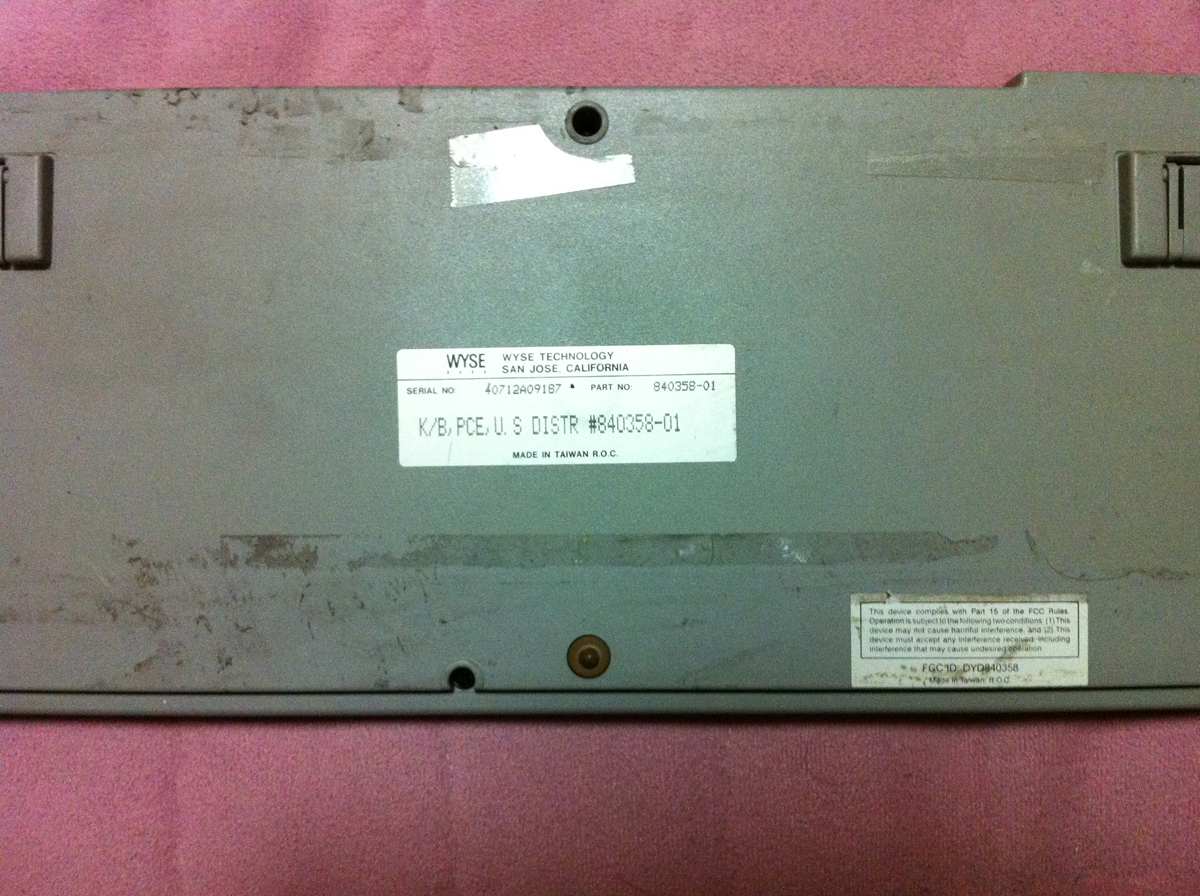 WYSE WYSE TECHNOLOGY
SAN JOSE, CALIFORNIA
SERIAL NO: 40712A09187 PART NO: 840358-01
K/B, PCE, U.S DISTR #840358-01
MADE IN TAIWAN R.O.C.
This device complies with Part 15 of the FCC Rules.
Operation is subject to the following two conditions. (1) This
device may not cause harmful interference, and (2) This
device must accept any interference received. Including
interference that may cause undesired operation
FCC ID: DYD840358
Made In Taiwan R.O.C